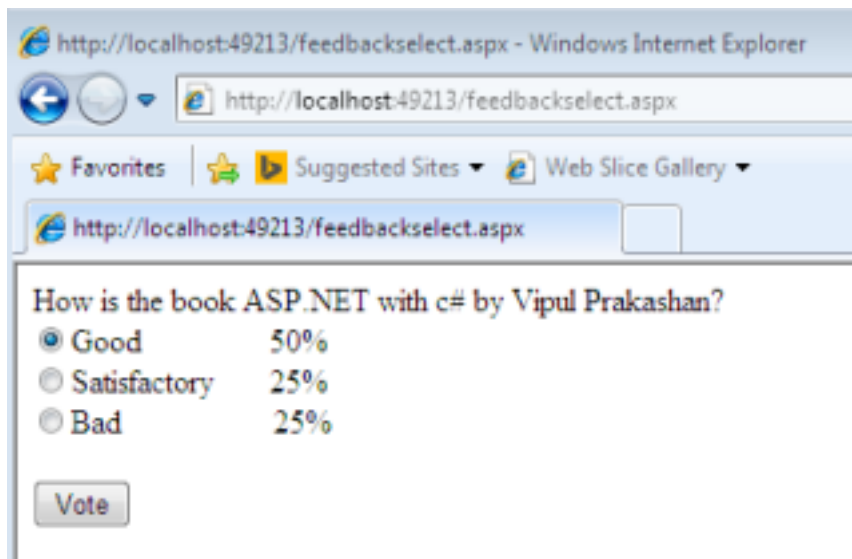 http://localhost:49213/feedbackselect.aspx - Windows Internet Explorer
http://localhost:49213/feedbackselect.aspx
Favorites Suggested Sites Web Slice Gallery
http://localhost:49213/feedbackselect.aspx
How is the book ASP.NET with c# by Vipul Prakashan?
Good 50%
Satisfactory 25%
Bad 25%
Vote